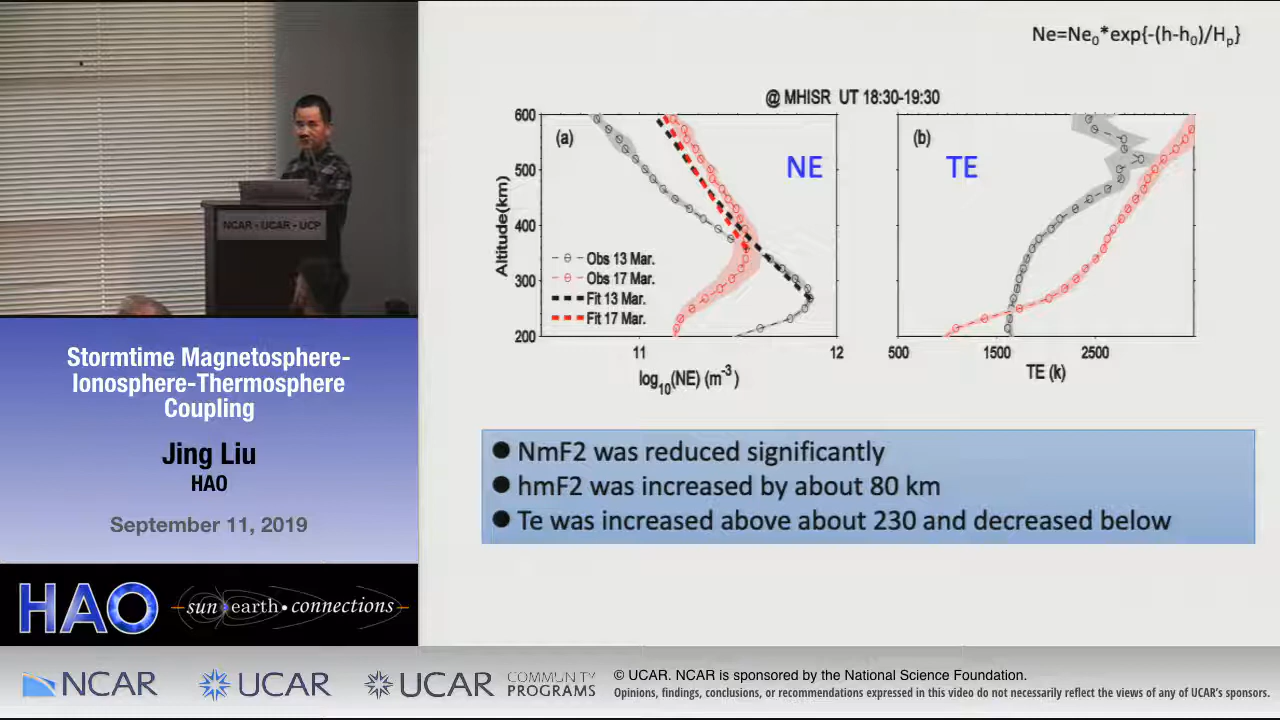 NCAR - UCAR - UCP
Stormtime Magnetosphere-
Ionosphere-Thermosphere
Coupling
Jing Liu
HAO
September 11, 2019
HAO
sun earth • connections
Ne=Ne0*exp{-(h-h0)/Hp}
@ MHISR UT 18:30-19:30
600
500
400
300
200
Altitude(km)
(a)
NE
Obs 13 Mar.
Obs 17 Mar.
Fit 13 Mar.
Fit 17 Mar.
11 12
log10(NE) (m-3)
(b)
TE
500 1500 2500
TE (k)
● NmF2 was reduced significantly
● hmF2 was increased by about 80 km
● Te was increased above about 230 and decreased below
NCAR
UCAR
UCAR
COMMUNITY
PROGRAMS
© UCAR. NCAR is sponsored by the National Science Foundation.
Opinions, findings, conclusions, or recommendations expressed in this video do not necessarily reflect the views of any of UCAR's sponsors.